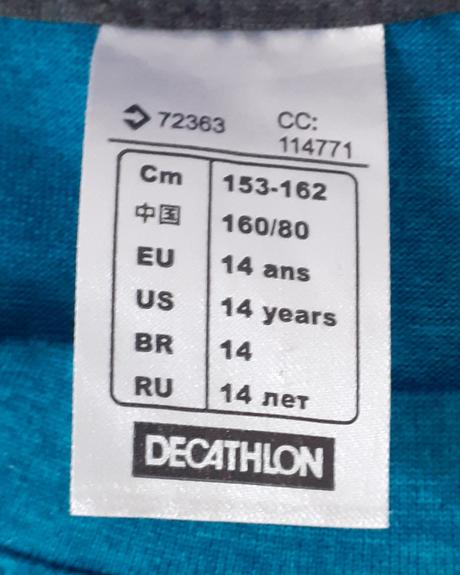 72363 CC:
114771
Cm 153-162
中国 160/80
EU 14 ans
US 14 years
BR 14
RU 14 лет
DECATHLON